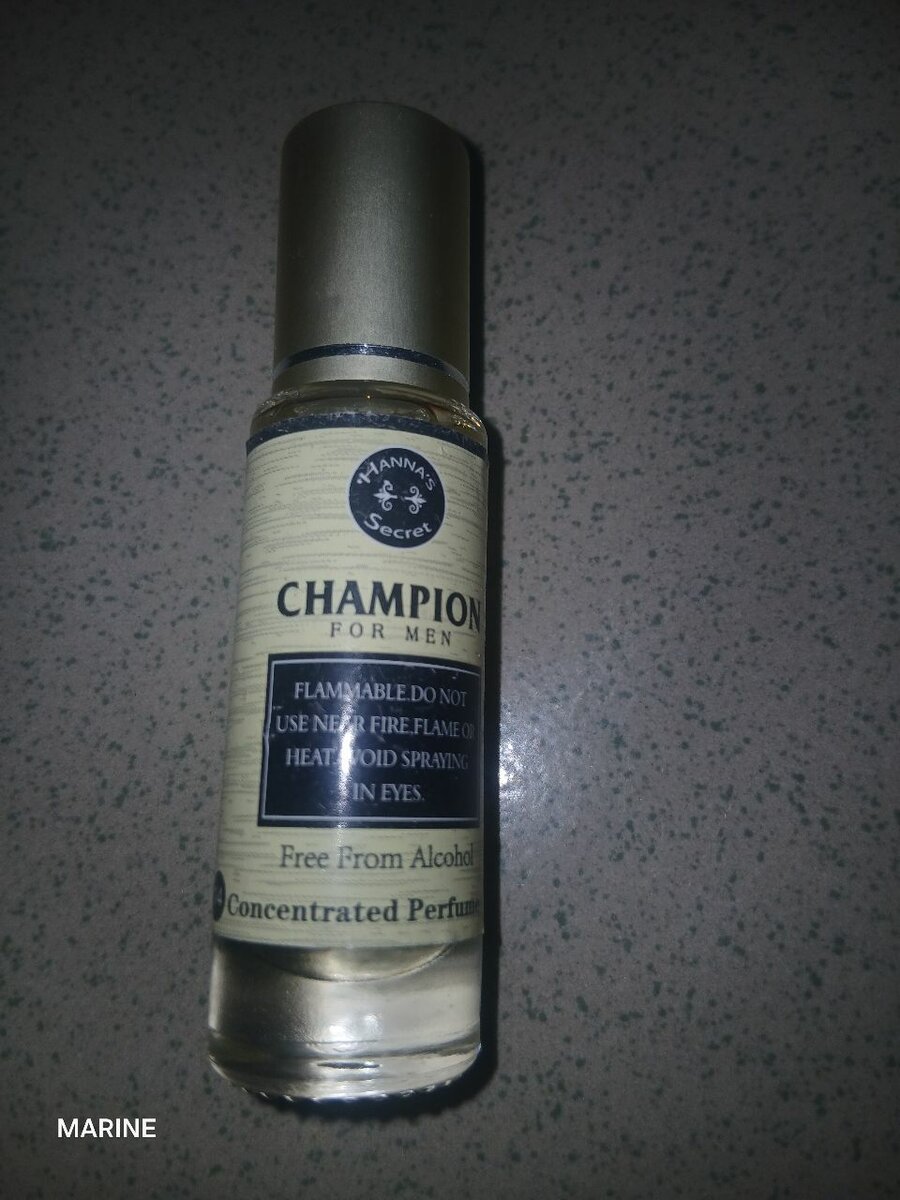 'HANNA'S
Secret
CHAMPION
FOR MEN
FLAMMABLE.DO NOT
USE NEAR FIRE,FLAME OR
HEAT.AVOID SPRAYING
IN EYES.
Free From Alcohol
Concentrated Perfume
MARINE